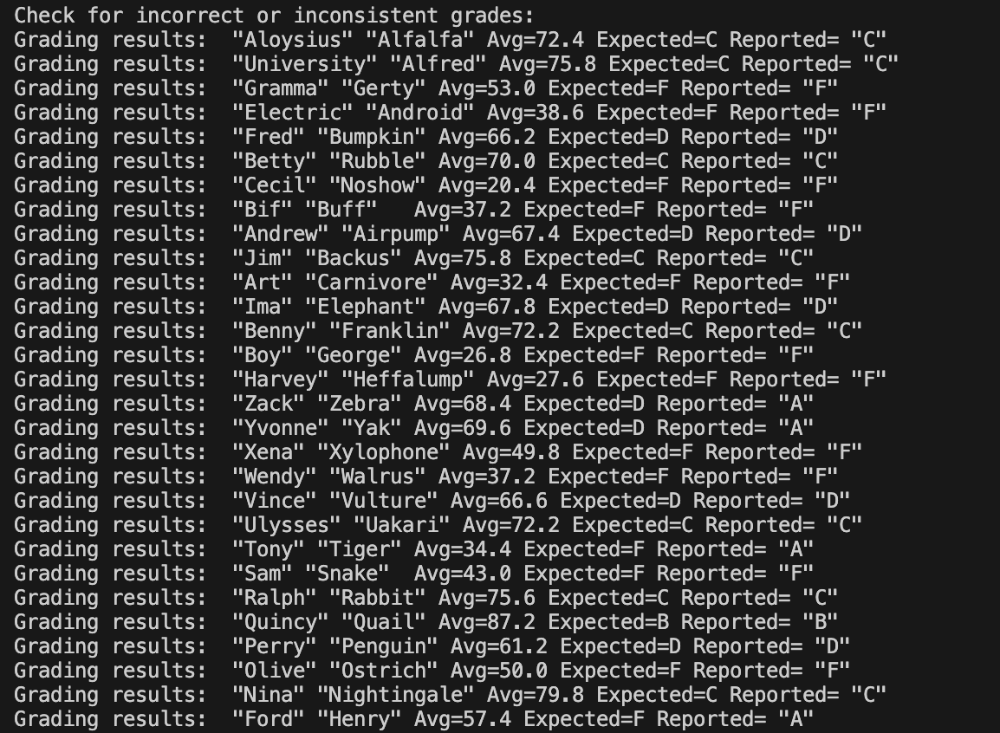 Check for incorrect or inconsistent grades:
Grading results:  "Aloysius" "Alfalfa" Avg=72.4 Expected=C Reported= "C"
Grading results:  "University" "Alfred" Avg=75.8 Expected=C Reported= "C"
Grading results:  "Gramma" "Gerty" Avg=53.0 Expected=F Reported= "F"
Grading results:  "Electric" "Android" Avg=38.6 Expected=F Reported= "F"
Grading results:  "Fred" "Bumpkin" Avg=66.2 Expected=D Reported= "D"
Grading results:  "Betty" "Rubble" Avg=70.0 Expected=C Reported= "C"
Grading results:  "Cecil" "Noshow" Avg=20.4 Expected=F Reported= "F"
Grading results:  "Bif" "Buff"   Avg=37.2 Expected=F Reported= "F"
Grading results:  "Andrew" "Airpump" Avg=67.4 Expected=D Reported= "D"
Grading results:  "Jim" "Backus" Avg=75.8 Expected=C Reported= "C"
Grading results:  "Art" "Carnivore" Avg=32.4 Expected=F Reported= "F"
Grading results:  "Ima" "Elephant" Avg=67.8 Expected=D Reported= "D"
Grading results:  "Benny" "Franklin" Avg=72.2 Expected=C Reported= "C"
Grading results:  "Boy" "George" Avg=26.8 Expected=F Reported= "F"
Grading results:  "Harvey" "Heffalump" Avg=27.6 Expected=F Reported= "F"
Grading results:  "Zack" "Zebra" Avg=68.4 Expected=D Reported= "A"
Grading results:  "Yvonne" "Yak" Avg=69.6 Expected=D Reported= "A"
Grading results:  "Xena" "Xylophone" Avg=49.8 Expected=F Reported= "F"
Grading results:  "Wendy" "Walrus" Avg=37.2 Expected=F Reported= "F"
Grading results:  "Vince" "Vulture" Avg=66.6 Expected=D Reported= "D"
Grading results:  "Ulysses" "Uakari" Avg=72.2 Expected=C Reported= "C"
Grading results:  "Tony" "Tiger" Avg=34.4 Expected=F Reported= "A"
Grading results:  "Sam" "Snake"  Avg=43.0 Expected=F Reported= "F"
Grading results:  "Ralph" "Rabbit" Avg=75.6 Expected=C Reported= "C"
Grading results:  "Quincy" "Quail" Avg=87.2 Expected=B Reported= "B"
Grading results:  "Perry" "Penguin" Avg=61.2 Expected=D Reported= "D"
Grading results:  "Olive" "Ostrich" Avg=50.0 Expected=F Reported= "F"
Grading results:  "Nina" "Nightingale" Avg=79.8 Expected=C Reported= "C"
Grading results:  "Ford" "Henry" Avg=57.4 Expected=F Reported= "A"